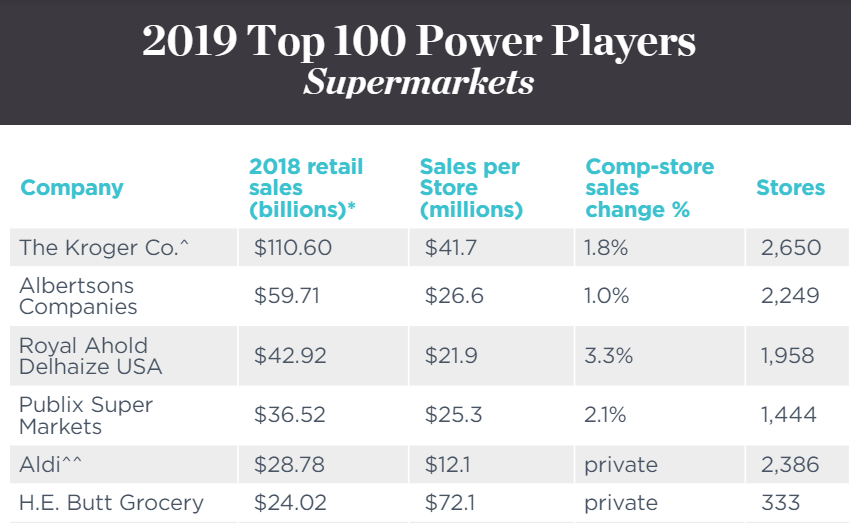 2019 Top 100 Power Players
Supermarkets
Company
2018 retail sales (billions)*
Sales per Store (millions)
Comp-store sales change %
Stores
The Kroger Co.^ $110.60 $41.7 1.8% 2,650
Albertsons Companies $59.71 $26.6 1.0% 2,249
Royal Ahold Delhaize USA $42.92 $21.9 3.3% 1,958
Publix Super Markets $36.52 $25.3 2.1% 1,444
Aldi^^ $28.78 $12.1 private 2,386
H.E. Butt Grocery $24.02 $72.1 private 333